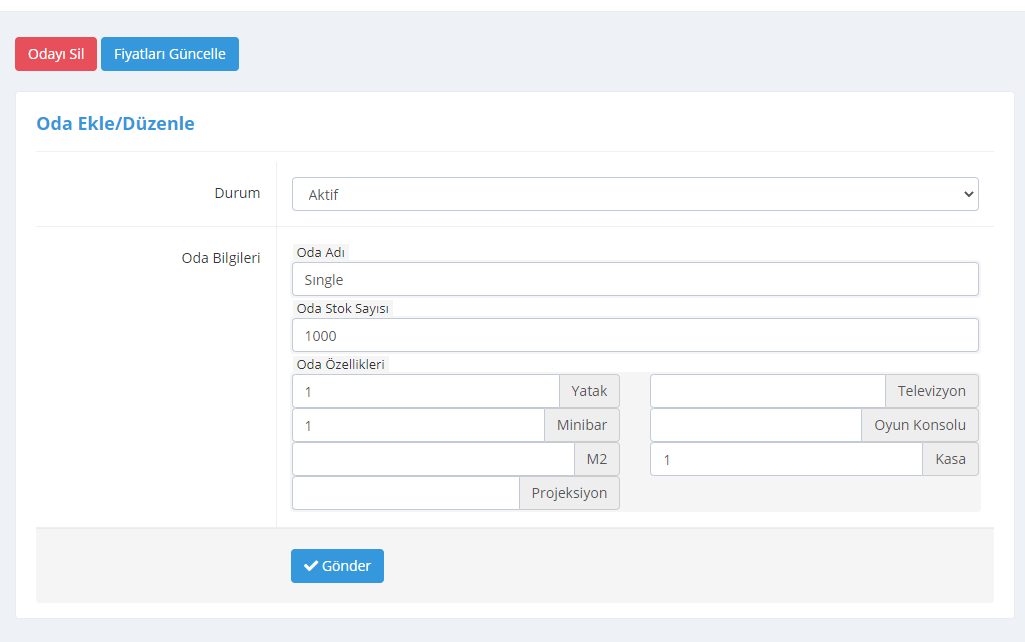 Odayı Sil Fiyatları Güncelle
Oda Ekle/Düzenle
Durum Aktif
Oda Bilgileri
Oda Adı
Sıngle
Oda Stok Sayısı
1000
Oda Özellikleri
1 Yatak Televizyon
1 Minibar Oyun Konsolu
M2 1 Kasa
Projeksiyon
Gönder